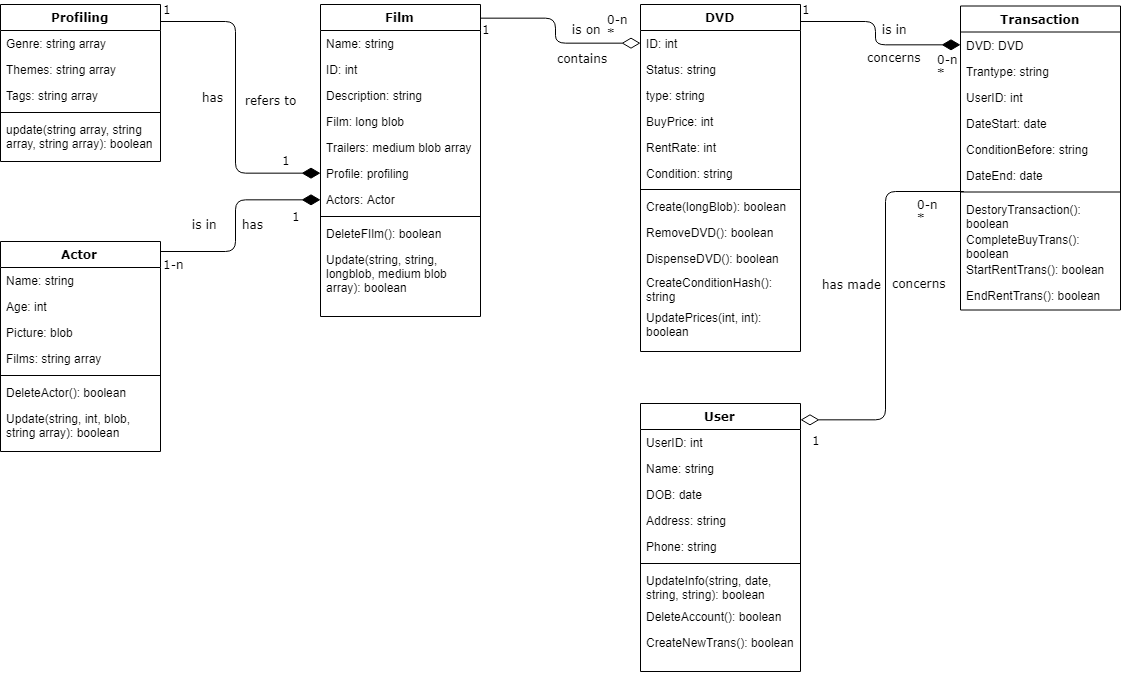 Profiling
Genre: string array
Themes: string array
Tags: string array
update(string array, string
array, string array): boolean
1
has
refers to
1
Actor
Name: string
Age: int
Picture: blob
Films: string array
DeleteActor(): boolean
Update(string, int, blob,
string array): boolean
1-n
is in
has
1
Film
Name: string
ID: int
Description: string
Film: long blob
Trailers: medium blob array
Profile: profiling
Actors: Actor
DeleteFIlm(): boolean
Update(string, string,
longblob, medium blob
array): boolean
1
is on
contains
0-n
*
DVD
ID: int
Status: string
type: string
BuyPrice: int
RentRate: int
Condition: string
Create(longBlob): boolean
RemoveDVD(): boolean
DispenseDVD(): boolean
CreateConditionHash():
string
UpdatePrices(int, int):
boolean
1
is in
concerns
0-n
*
Transaction
DVD: DVD
Trantype: string
UserID: int
DateStart: date
ConditionBefore: string
DateEnd: date
DestoryTransaction():
boolean
CompleteBuyTrans():
boolean
StartRentTrans(): boolean
EndRentTrans(): boolean
0-n
*
has made
concerns
1
User
UserID: int
Name: string
DOB: date
Address: string
Phone: string
UpdateInfo(string, date,
string, string): boolean
DeleteAccount(): boolean
CreateNewTrans(): boolean